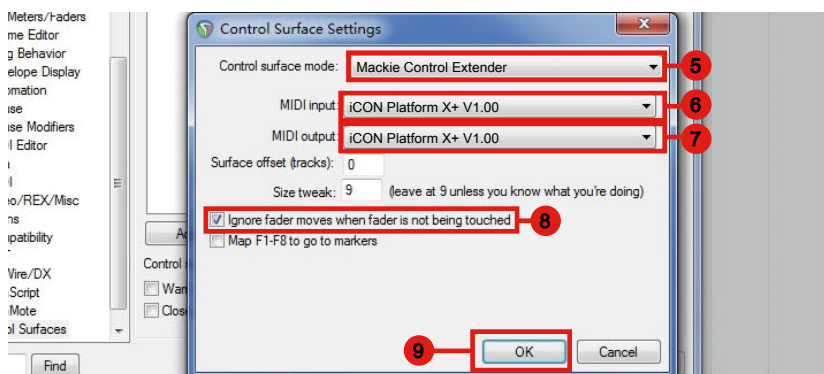 Meters/Faders
me Editor
g Behavior
elope Display
omation
use
use Modifiers
I Editor
eo/REX/Misc
ns
mpatibility
Wire/DX
Script
Mote
ol Surfaces
Find
Control
Wan
Clos
Control Surface Settings
Control surface mode: Mackie Control Extender 5
MIDI input: iCON Platform X+ V1.00 6
MIDI output: iCON Platform X+ V1.00 7
Surface offset (tracks): 0
Size tweak: 9 (leave at 9 unless you know what you're doing)
Ignore fader moves when fader is not being touched 8
Map F1-F8 to go to markers
9 OK Cancel